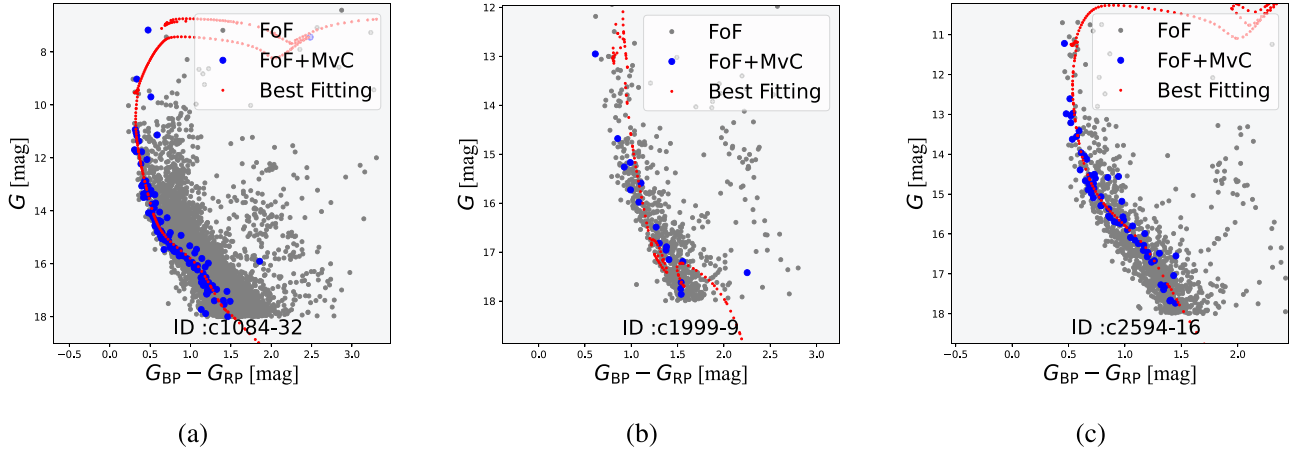 FoF
FoF+MvC
Best Fitting
8
10
12
14
16
18
G [mag]
ID :c1084-32
−0.5 0.0 0.5 1.0 1.5 2.0 2.5 3.0
G_BP − G_RP [mag]
(a)
12
13
14
15
16
17
18
G [mag]
FoF
FoF+MvC
Best Fitting
ID :c1999-9
0.0 0.5 1.0 1.5 2.0 2.5 3.0
G_BP − G_RP [mag]
(b)
11
12
13
14
15
16
17
18
G [mag]
FoF
FoF+MvC
Best Fitting
ID :c2594-16
−0.5 0.0 0.5 1.0 1.5 2.0
G_BP − G_RP [mag]
(c)